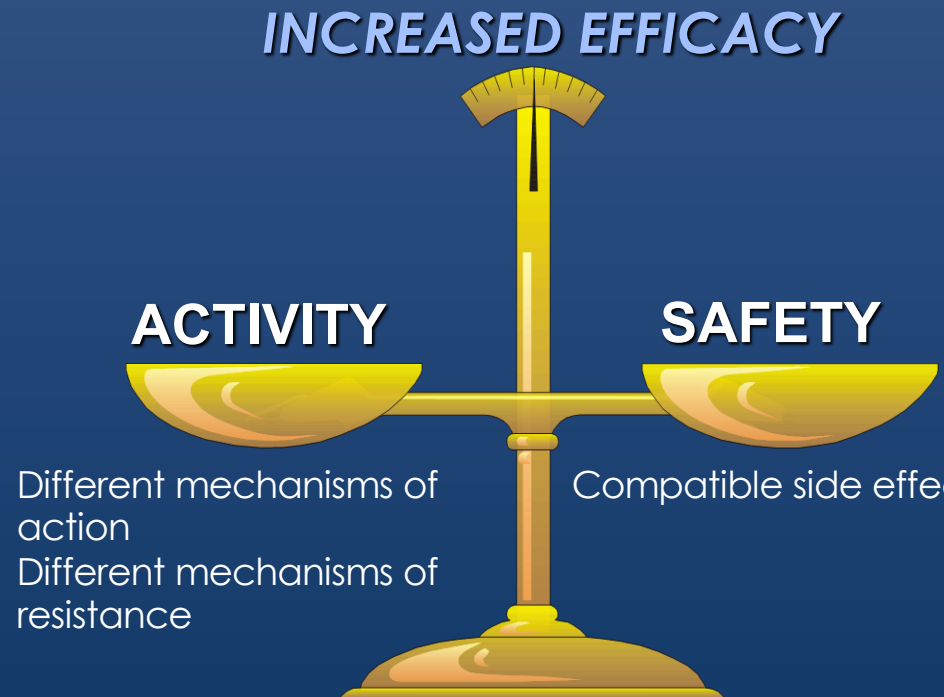 INCREASED EFFICACY
ACTIVITY
SAFETY
Different mechanisms of
action
Different mechanisms of
resistance
Compatible side